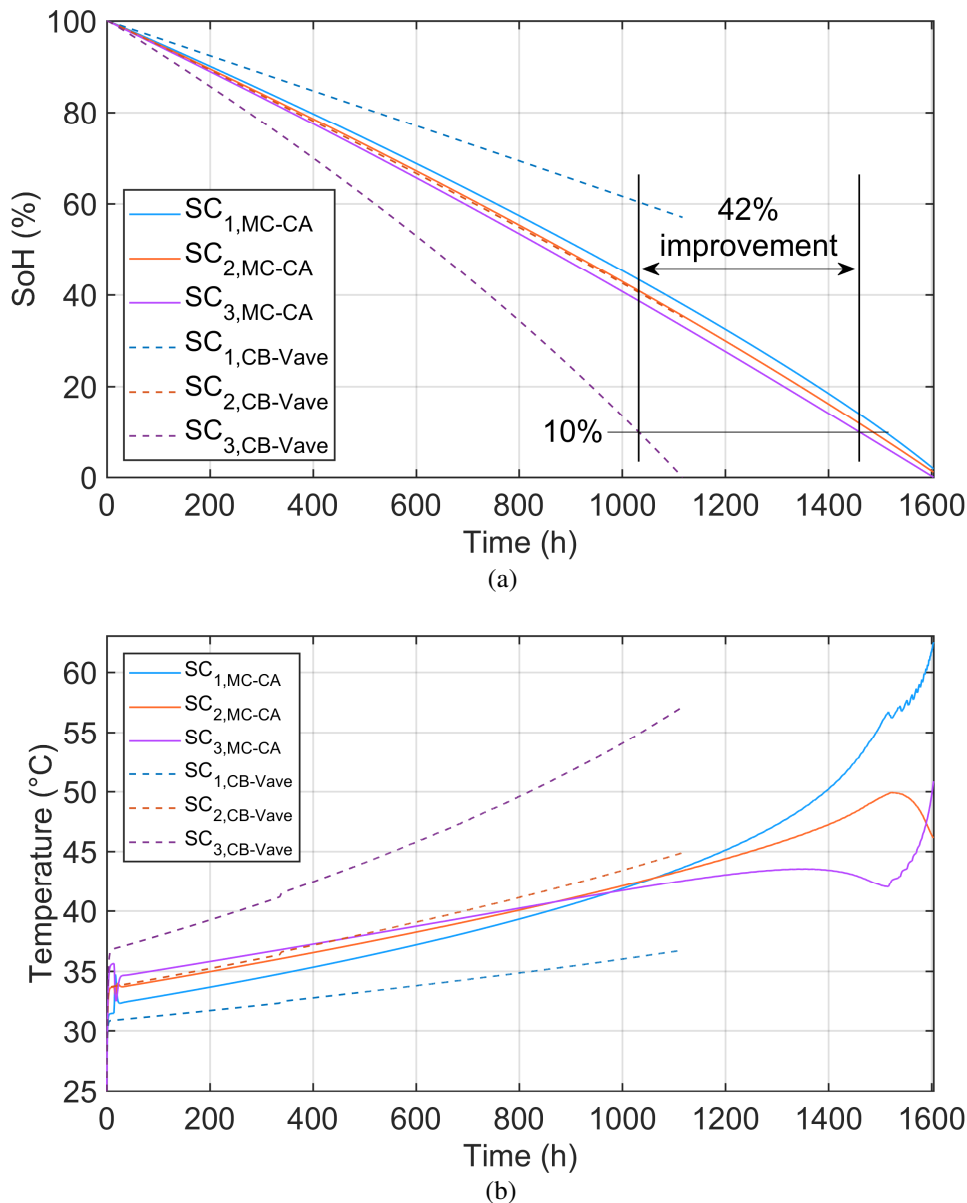 100
80
60
40
20
0
SoH (%)
SC1,MC-CA
SC2,MC-CA
SC3,MC-CA
SC1,CB-Vave
SC2,CB-Vave
SC3,CB-Vave
42%
improvement
10%
0 200 400 600 800 1000 1200 1400 1600
Time (h)
(a)
60
55
50
45
40
35
30
25
Temperature (°C)
SC1,MC-CA
SC2,MC-CA
SC3,MC-CA
SC1,CB-Vave
SC2,CB-Vave
SC3,CB-Vave
0 200 400 600 800 1000 1200 1400 1600
Time (h)
(b)